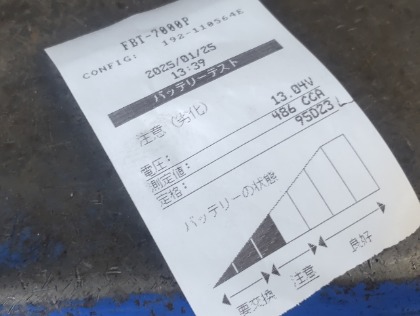 FBT-7000P
CONFIG: 192-110564E
2025/01/25
13:39
バッテリーテスト
注意 (劣化)
電圧: 13.04V
測定値: 486 CCA
定格: 95D23 L
バッテリーの状態
要交換 注意 良好